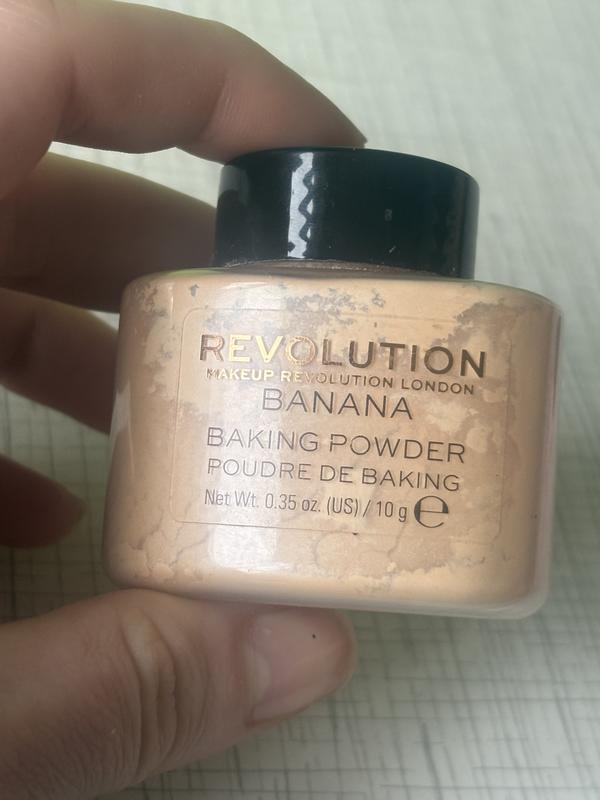 REVOLUTION
MAKEUP REVOLUTION LONDON
BANANA
BAKING POWDER
POUDRE DE BAKING
Net Wt. 0.35 oz. (US) / 10 g ℮